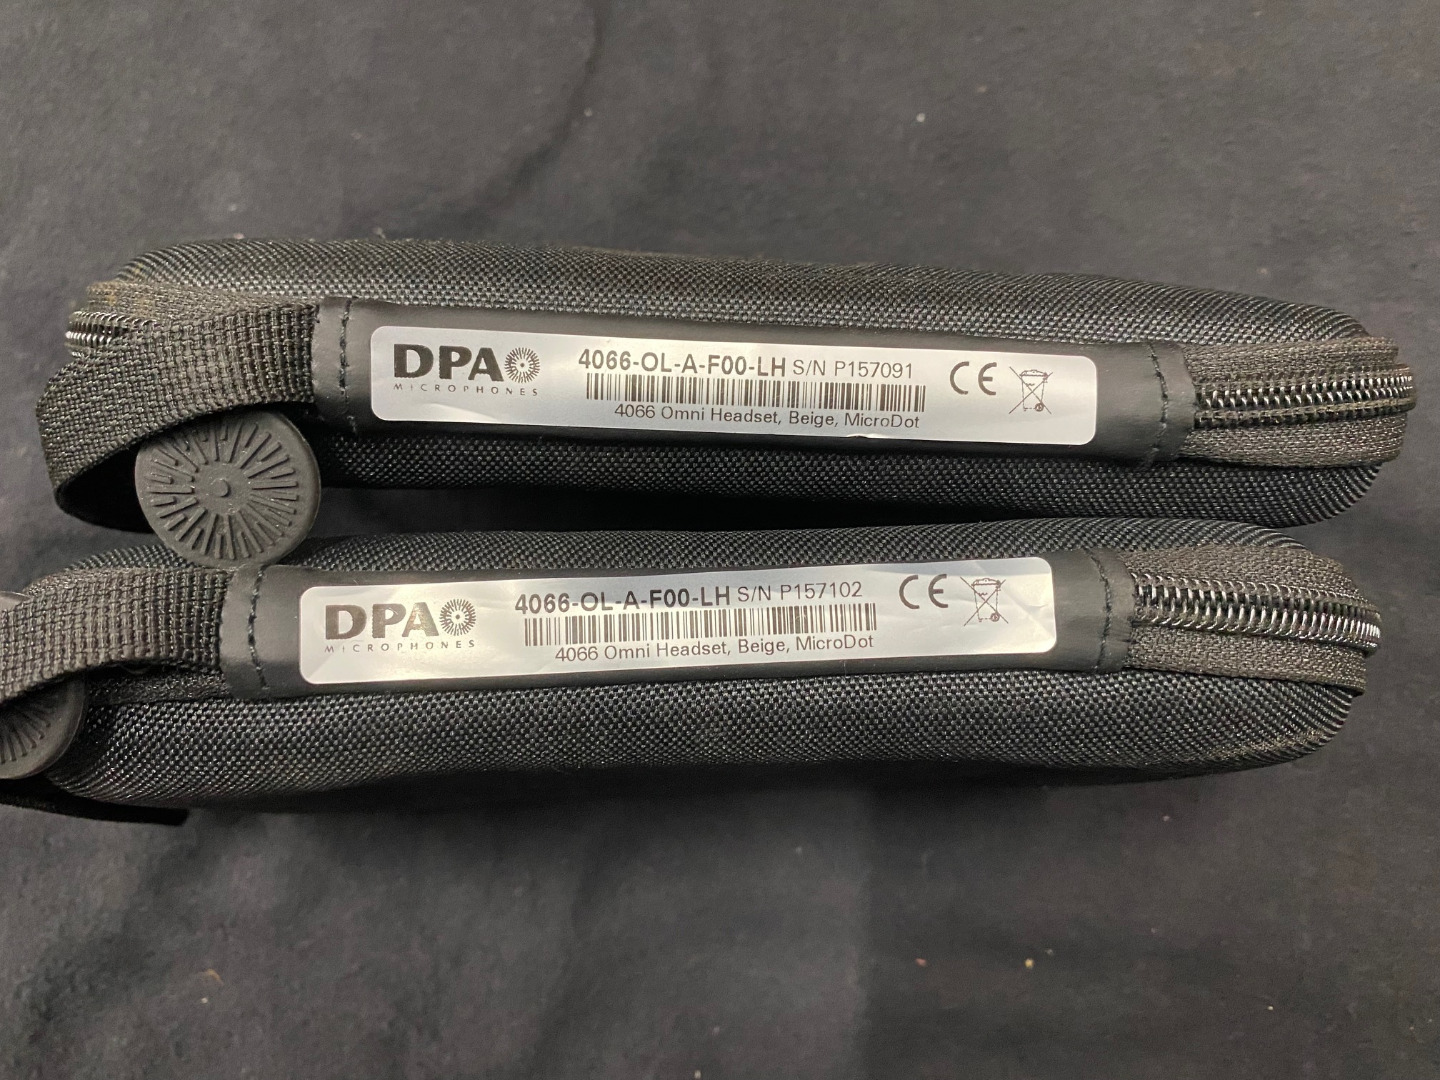 DPA
MICROPHONES
4066-OL-A-F00-LH S/N P157091
4066 Omni Headset, Beige, MicroDot
CE
DPA
MICROPHONES
4066-OL-A-F00-LH S/N P157102
4066 Omni Headset, Beige, MicroDot
CE